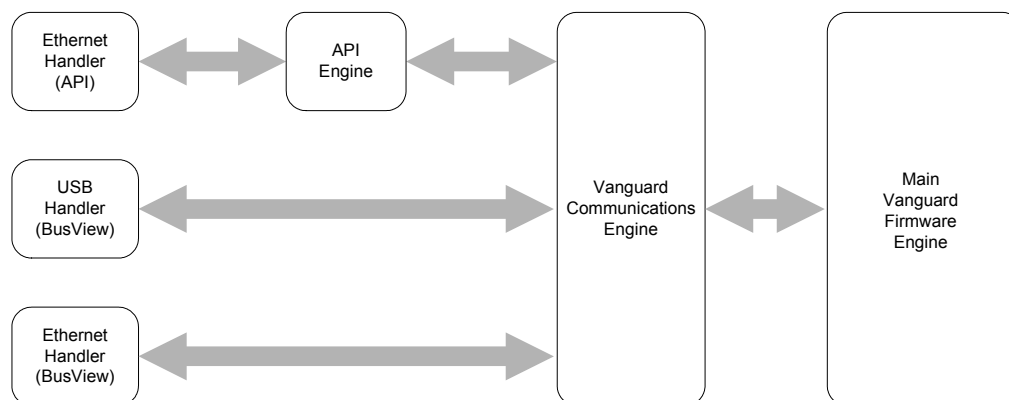 Ethernet
Handler
(API)
API
Engine
USB
Handler
(BusView)
Ethernet
Handler
(BusView)
Vanguard
Communications
Engine
Main
Vanguard
Firmware
Engine